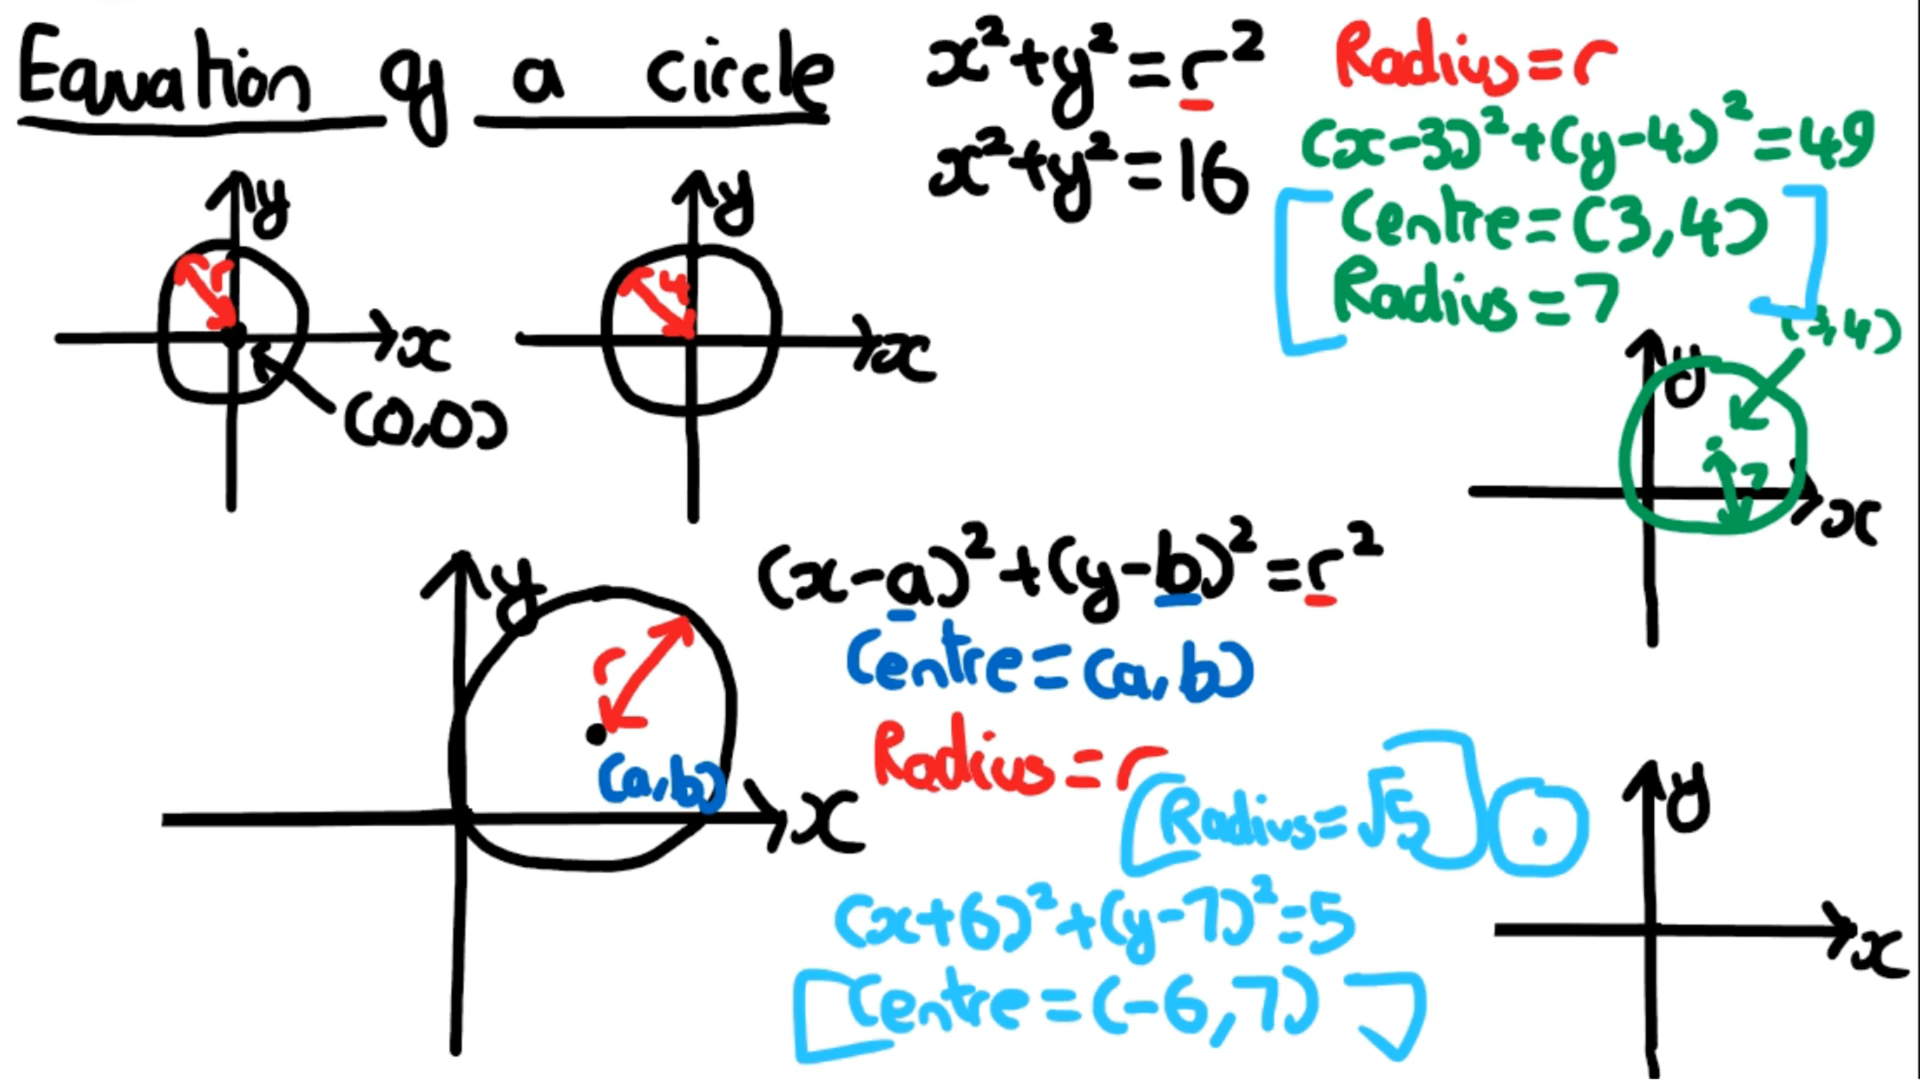 Equation of a circle
x²+y²=r²
Radius=r
x²+y²=16
(x-3)²+(y-4)²=49
Centre=(3,4)
Radius=7
y
r
x
(0,0)
y
4
x
(3,4)
y
7
x
(x-a)²+(y-b)²=r²
Centre=(a,b)
Radius=r
y
r
(a,b)
x
Radius=√5
(x+6)²+(y-7)²=5
Centre=(-6,7)
y
x